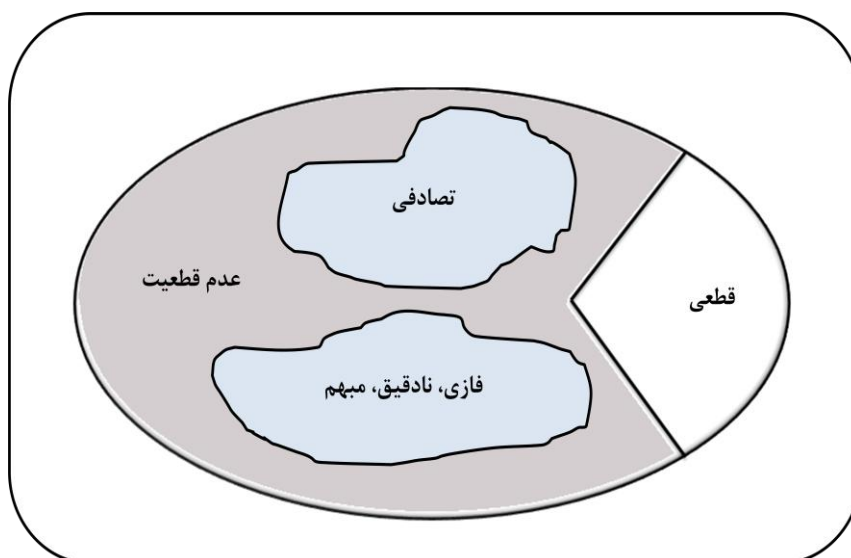 تصادفی
عدم قطعیت
قطعی
فازی، نادقیق، مبهم